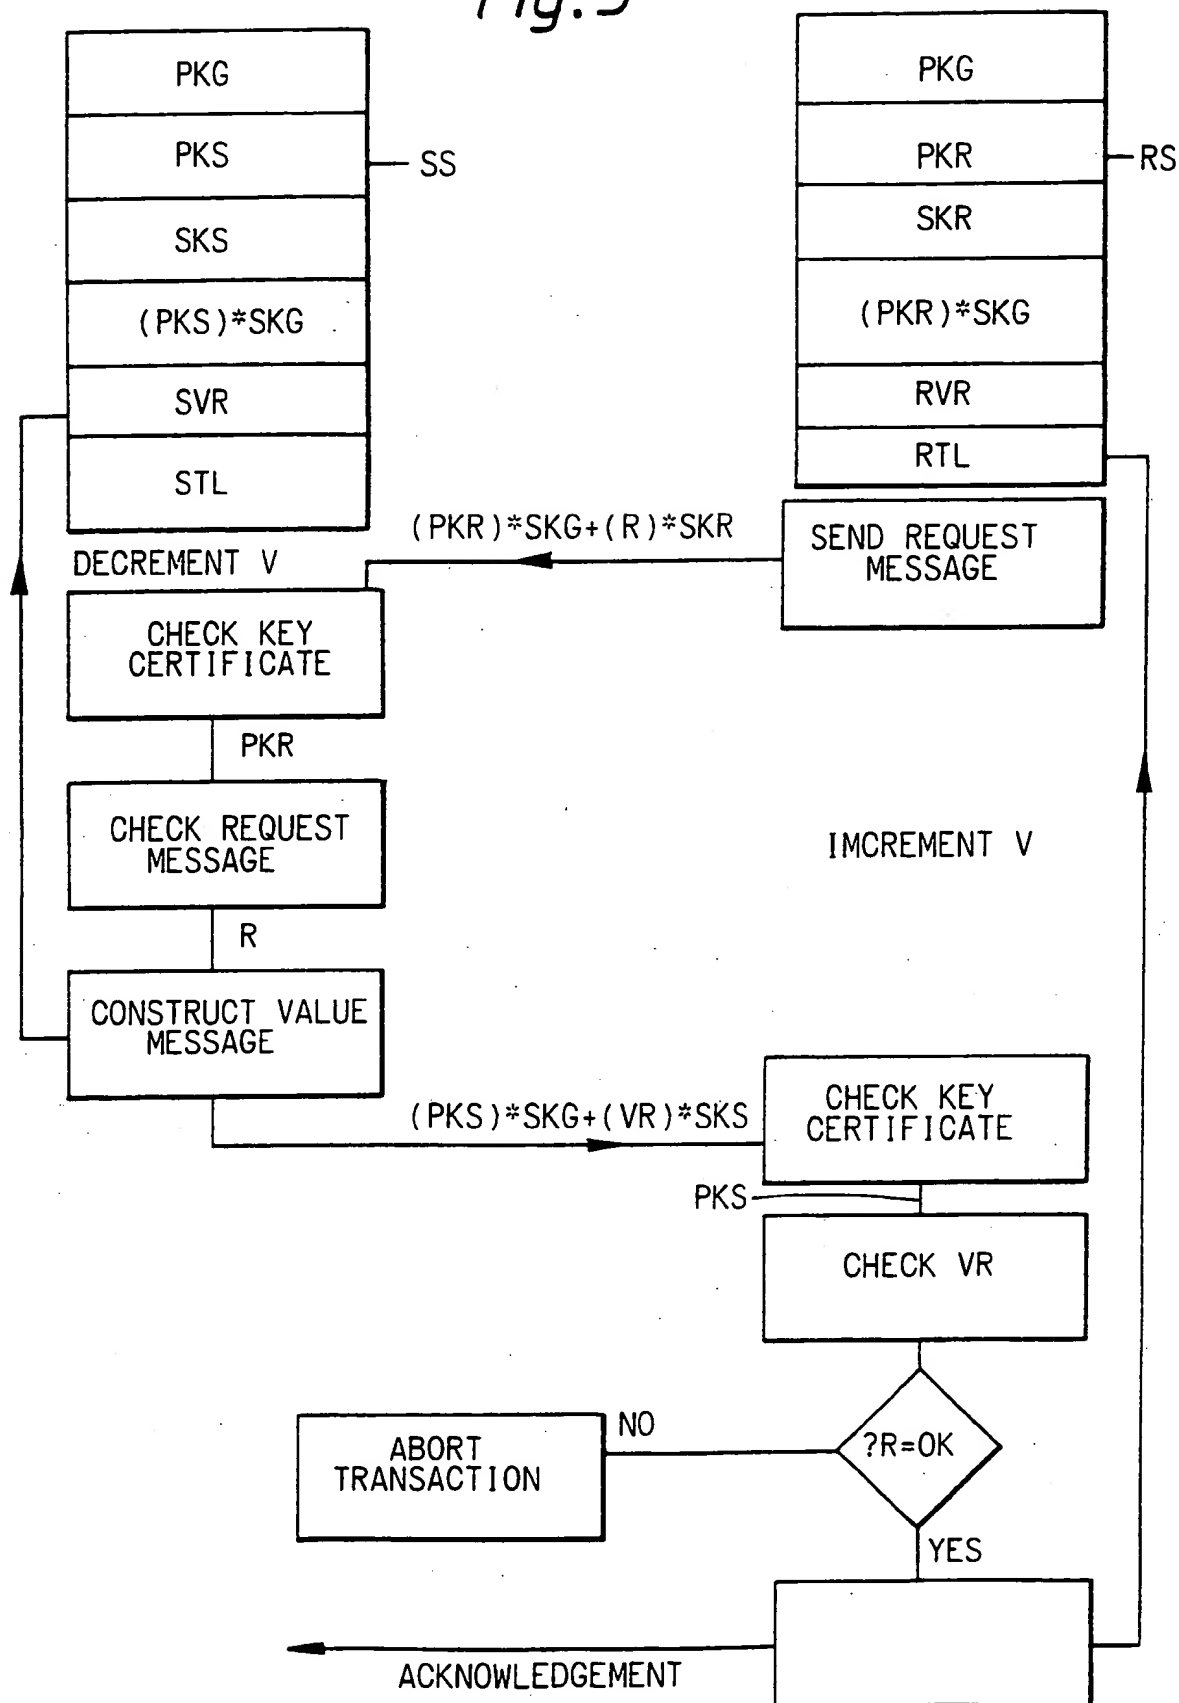 Fig.5
PKG
PKS
SS
SKS
(PKS)*SKG
SVR
STL
PKG
PKR
RS
SKR
(PKR)*SKG
RVR
RTL
(PKR)*SKG+(R)*SKR
SEND REQUEST
MESSAGE
DECREMENT V
CHECK KEY
CERTIFICATE
PKR
CHECK REQUEST
MESSAGE
IMCREMENT V
R
CONSTRUCT VALUE
MESSAGE
(PKS)*SKG+(VR)*SKS
CHECK KEY
CERTIFICATE
PKS
CHECK VR
?R=OK
NO
ABORT
TRANSACTION
YES
ACKNOWLEDGEMENT